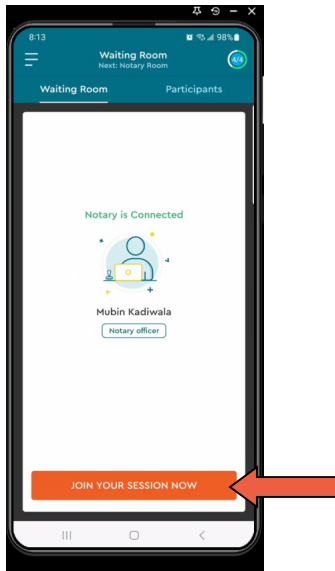 8:13
98%
Waiting Room
Next: Notary Room
4/4
Waiting Room
Participants
Notary is Connected
Mubin Kadiwala
Notary officer
JOIN YOUR SESSION NOW